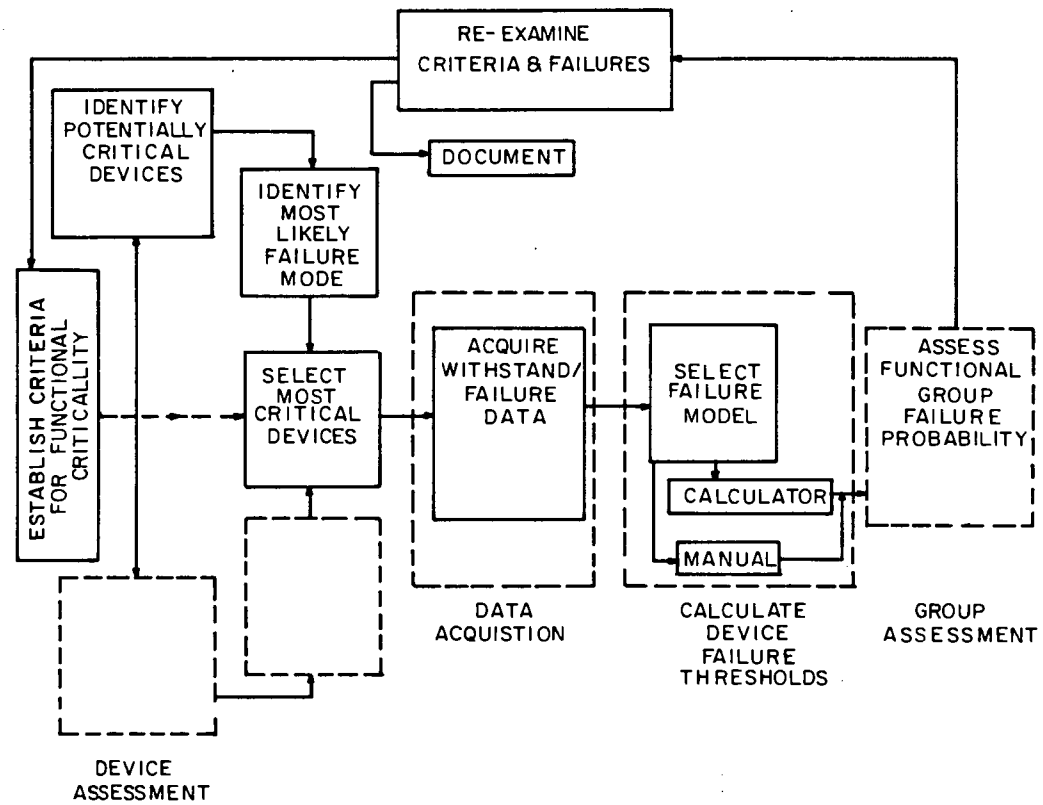 RE-EXAMINE
CRITERIA & FAILURES
IDENTIFY
POTENTIALLY
CRITICAL
DEVICES
DOCUMENT
IDENTIFY
MOST
LIKELY
FAILURE
MODE
ESTABLISH CRITERIA
FOR FUNCTIONAL
CRITICALLITY
SELECT
MOST
CRITICAL
DEVICES
ACQUIRE
WITHSTAND/
FAILURE
DATA
SELECT
FAILURE
MODEL
CALCULATOR
MANUAL
ASSESS
FUNCTIONAL
GROUP
FAILURE
PROBABILITY
DATA
ACQUISTION
CALCULATE
DEVICE
FAILURE
THRESHOLDS
GROUP
ASSESSMENT
DEVICE
ASSESSMENT